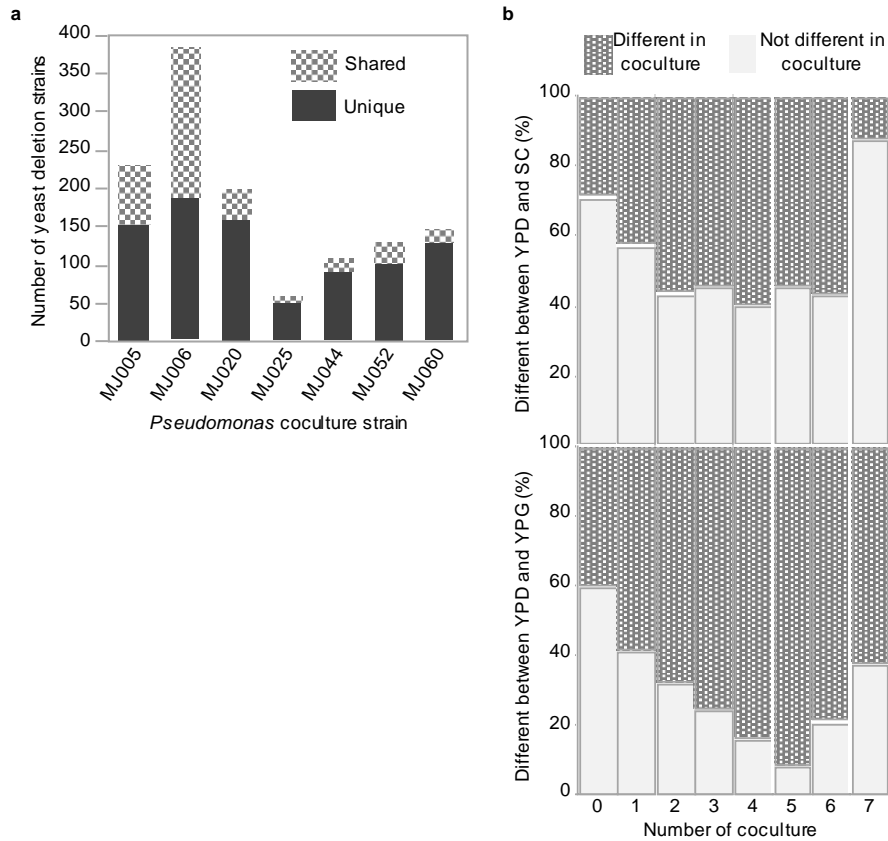 a
Number of yeast deletion strains
400
350
300
250
200
150
100
50
0
Shared
Unique
MJ005
MJ006
MJ020
MJ025
MJ044
MJ052
MJ060
Pseudomonas coculture strain
b
Different in
coculture
Not different in
coculture
Different between YPD and SC (%)
100
80
60
40
20
100
Different between YPD and YPG (%)
80
60
40
20
0
0 1 2 3 4 5 6 7
Number of coculture